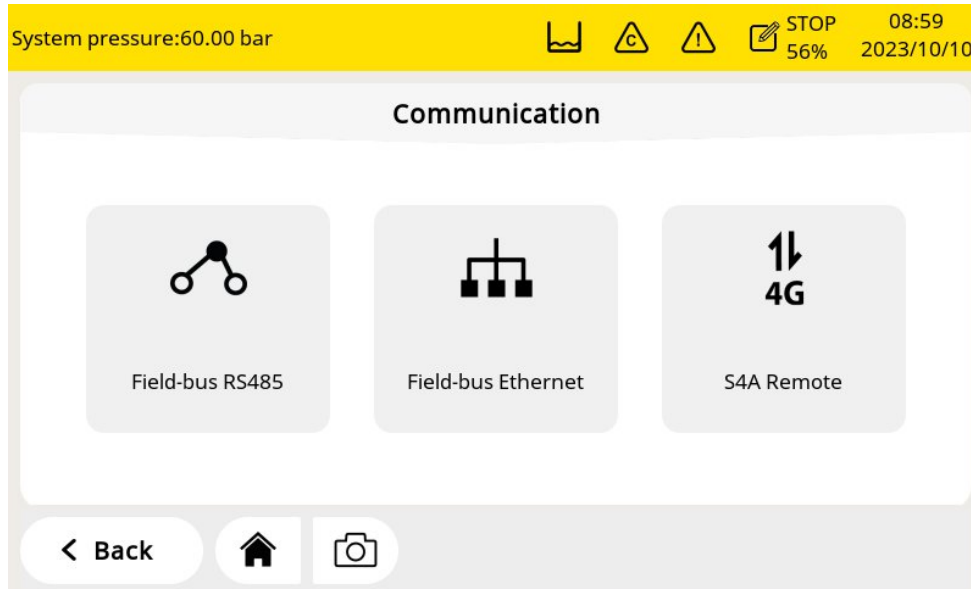 System pressure:60.00 bar
C
!
STOP
56%
08:59
2023/10/10
Communication
4G
Field-bus RS485
Field-bus Ethernet
S4A Remote
< Back